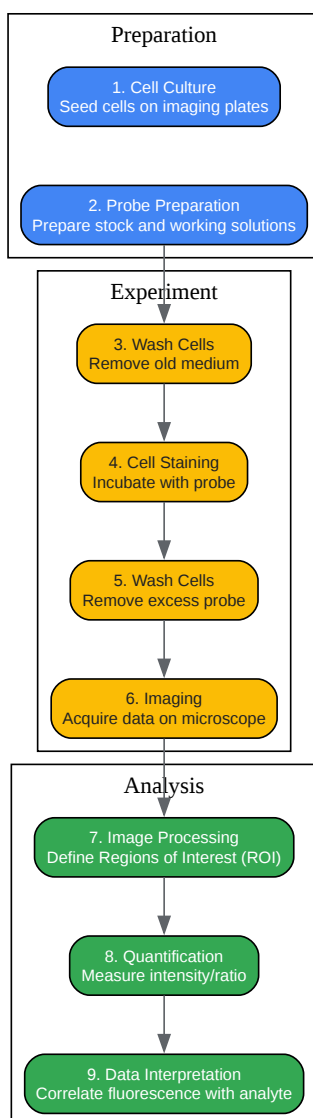 Preparation
1. Cell Culture
Seed cells on imaging plates
2. Probe Preparation
Prepare stock and working solutions
Experiment
3. Wash Cells
Remove old medium
4. Cell Staining
Incubate with probe
5. Wash Cells
Remove excess probe
6. Imaging
Acquire data on microscope
Analysis
7. Image Processing
Define Regions of Interest (ROI)
8. Quantification
Measure intensity/ratio
9. Data Interpretation
Correlate fluorescence with analyte